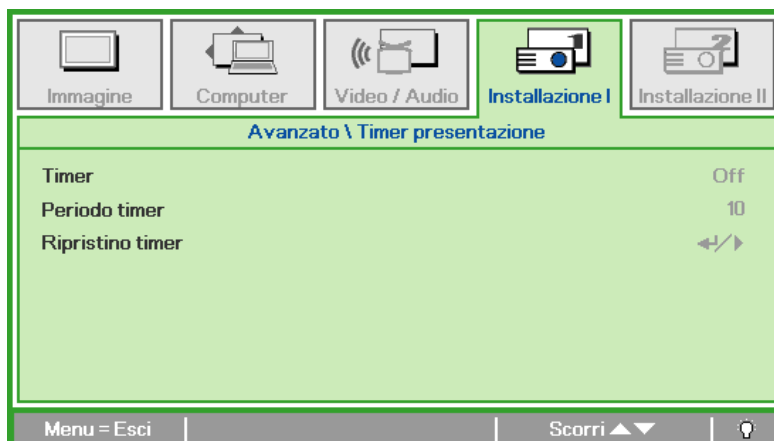 Immagine
Computer
Video / Audio
Installazione I
Installazione II
Avanzato \ Timer presentazione
Timer Off
Periodo timer 10
Ripristino timer ↵/▶
Menu = Esci Scorri ▲▼